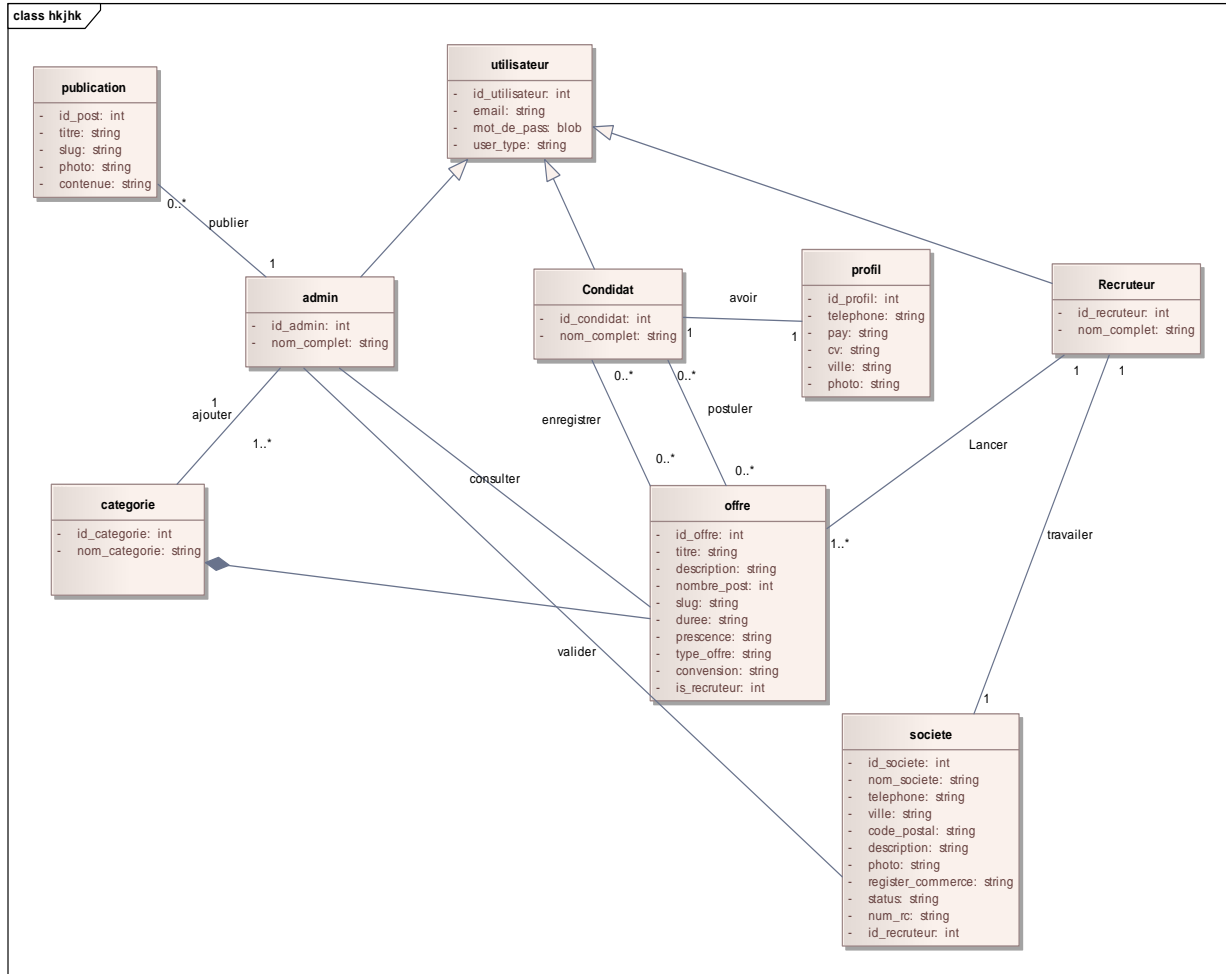 class hkjhk
publication
- id_post: int
- titre: string
- slug: string
- photo: string
- contenue: string
utilisateur
- id_utilisateur: int
- email: string
- mot_de_pass: blob
- user_type: string
0..*
publier
1
admin
- id_admin: int
- nom_complet: string
Condidat
- id_condidat: int
- nom_complet: string
avoir
1
1
profil
- id_profil: int
- telephone: string
- pay: string
- cv: string
- ville: string
- photo: string
Recruteur
- id_recruteur: int
- nom_complet: string
1
ajouter
1..*
0..*
0..*
enregistrer
postuler
0..*
0..*
1
1
Lancer
1..*
travailer
1
consulter
valider
categorie
- id_categorie: int
- nom_categorie: string
offre
- id_offre: int
- titre: string
- description: string
- nombre_post: int
- slug: string
- duree: string
- prescence: string
- type_offre: string
- convension: string
- is_recruteur: int
societe
- id_societe: int
- nom_societe: string
- telephone: string
- ville: string
- code_postal: string
- description: string
- photo: string
- register_commerce: string
- status: string
- num_rc: string
- id_recruteur: int